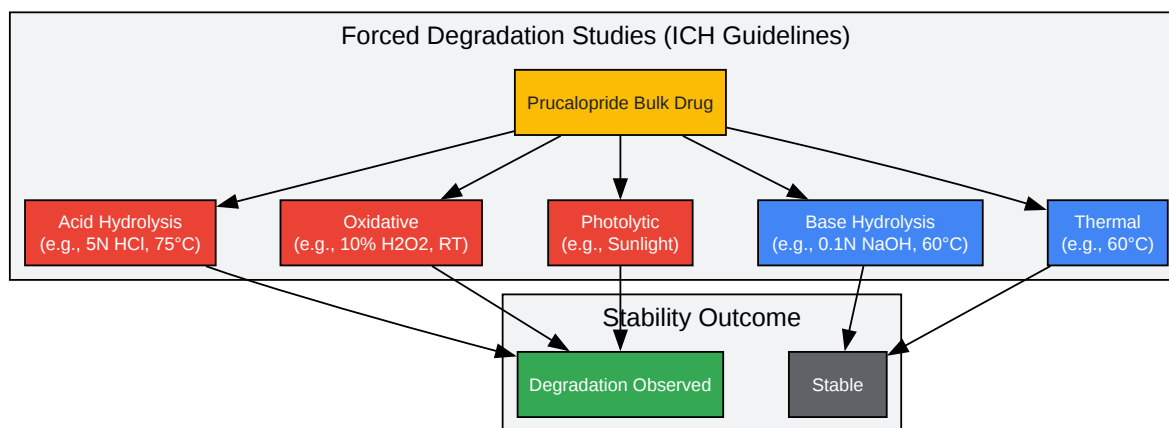 Forced Degradation Studies (ICH Guidelines)
Prucalopride Bulk Drug
Acid Hydrolysis
(e.g., 5N HCl, 75°C)
Oxidative
(e.g., 10% H2O2, RT)
Photolytic
(e.g., Sunlight)
Base Hydrolysis
(e.g., 0.1N NaOH, 60°C)
Thermal
(e.g., 60°C)
Stability Outcome
Degradation Observed
Stable